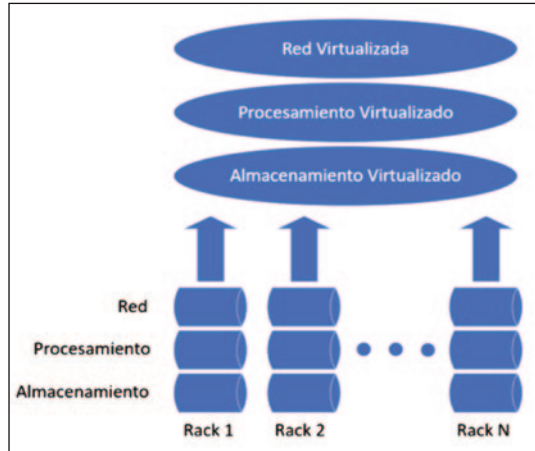 Red Virtualizada
Procesamiento Virtualizado
Almacenamiento Virtualizado
Red
Procesamiento
Almacenamiento
Rack 1 Rack 2 Rack N